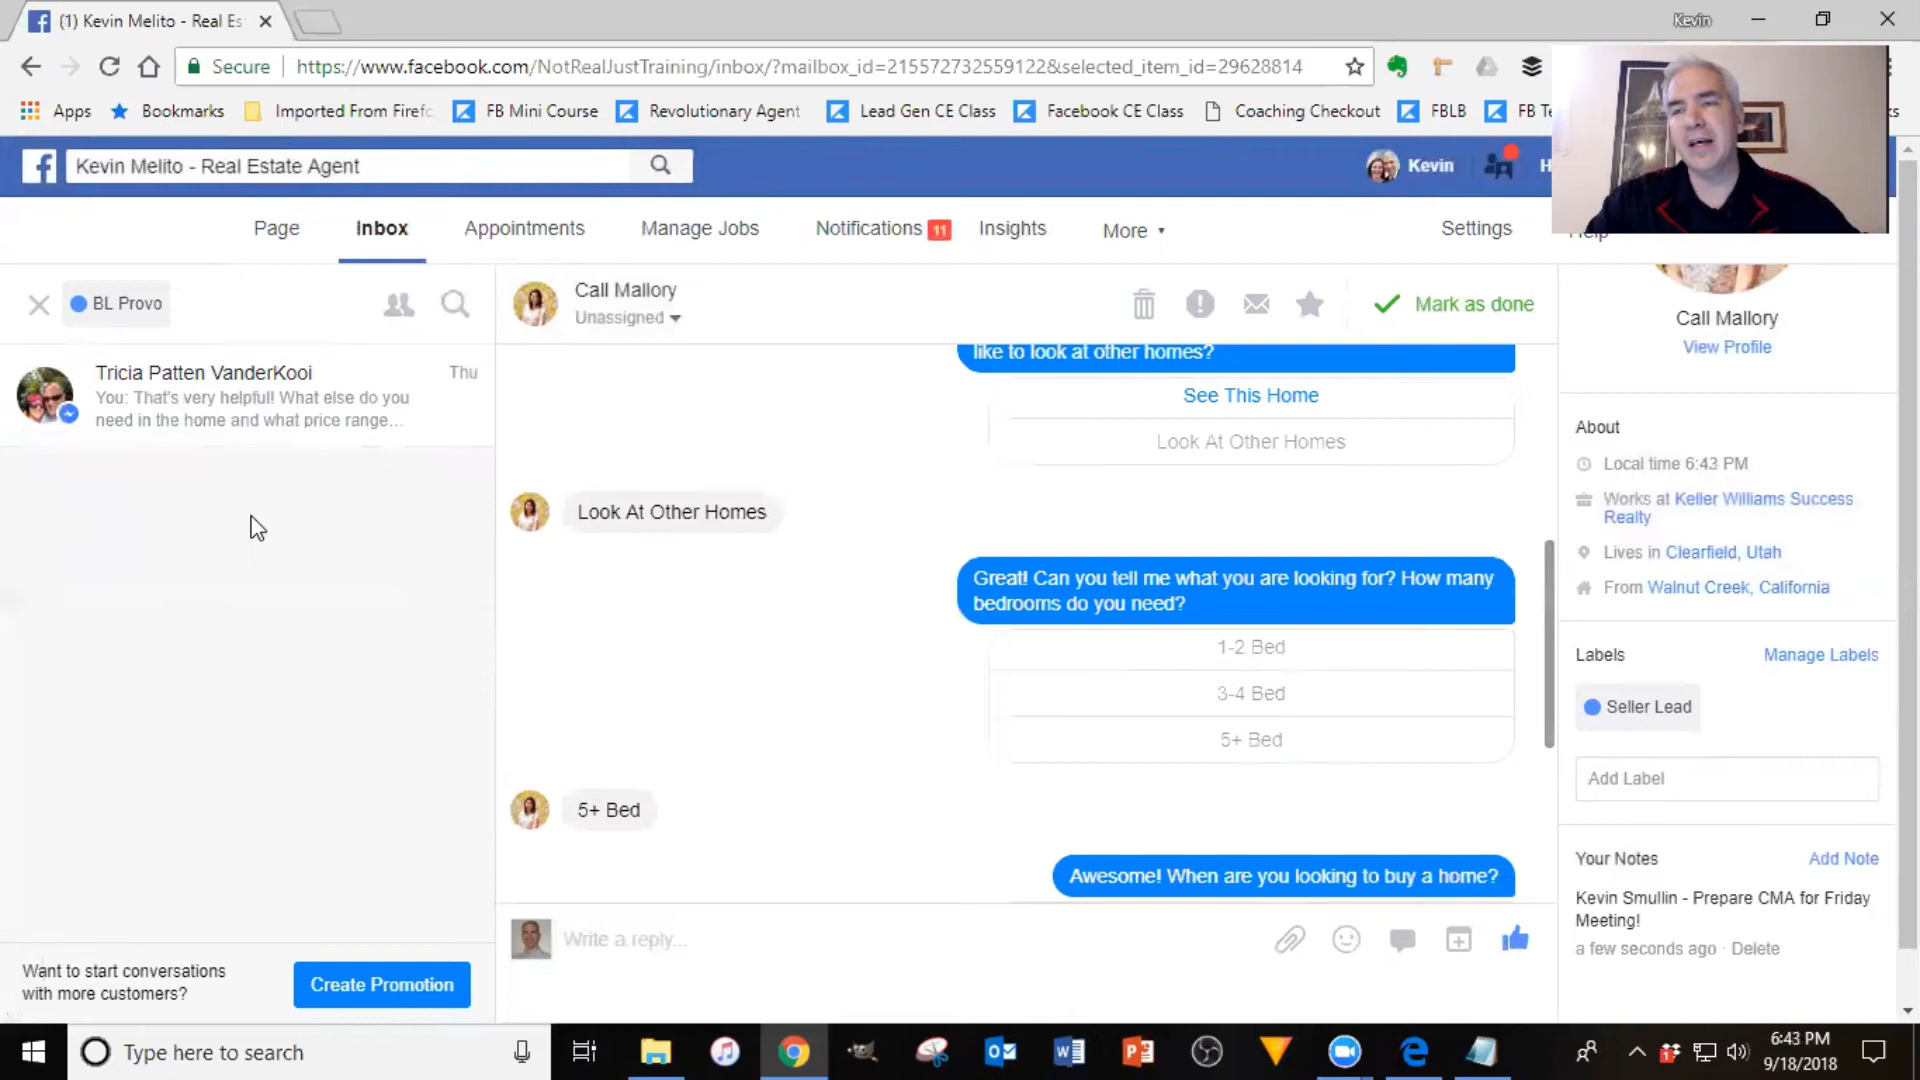 (1) Kevin Melito - Real Es
Kevin
Secure
https://www.facebook.com/NotRealJustTraining/inbox/?mailbox_id=215572732559122&selected_item_id=29628814
Apps
Bookmarks
Imported From Firefo
FB Mini Course
Revolutionary Agent
Lead Gen CE Class
Facebook CE Class
Coaching Checkout
FBLB
FB Te
Kevin Melito - Real Estate Agent
Kevin
H
Page
Inbox
Appointments
Manage Jobs
Notifications 11
Insights
More
Settings
Help
BL Provo
Tricia Patten VanderKooi
Thu
You: That's very helpful! What else do you
need in the home and what price range...
Want to start conversations
with more customers?
Create Promotion
Call Mallory
Unassigned
Mark as done
like to look at other homes?
See This Home
Look At Other Homes
Look At Other Homes
Great! Can you tell me what you are looking for? How many
bedrooms do you need?
1-2 Bed
3-4 Bed
5+ Bed
5+ Bed
Awesome! When are you looking to buy a home?
Write a reply...
Call Mallory
View Profile
About
Local time 6:43 PM
Works at Keller Williams Success
Realty
Lives in Clearfield, Utah
From Walnut Creek, California
Labels
Manage Labels
Seller Lead
Add Label
Your Notes
Add Note
Kevin Smullin - Prepare CMA for Friday
Meeting!
a few seconds ago · Delete
Type here to search
6:43 PM
9/18/2018